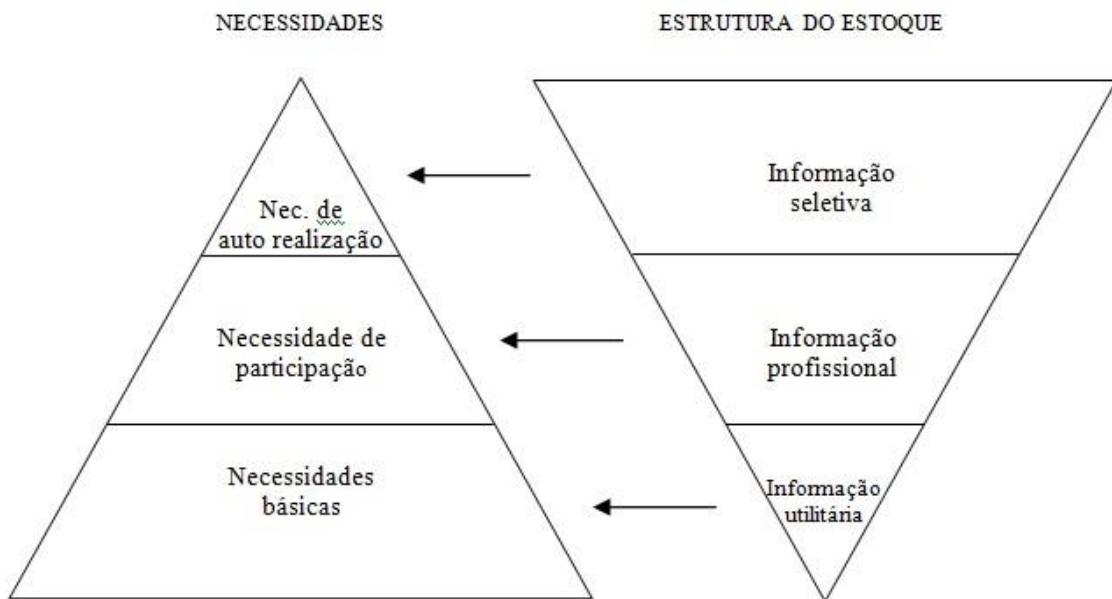 NECESSIDADES
ESTRUTURA DO ESTOQUE
Nec. de
auto realização
Necessidade de
participação
Necessidades
básicas
Informação
seletiva
Informação
profissional
Informação
utilitária